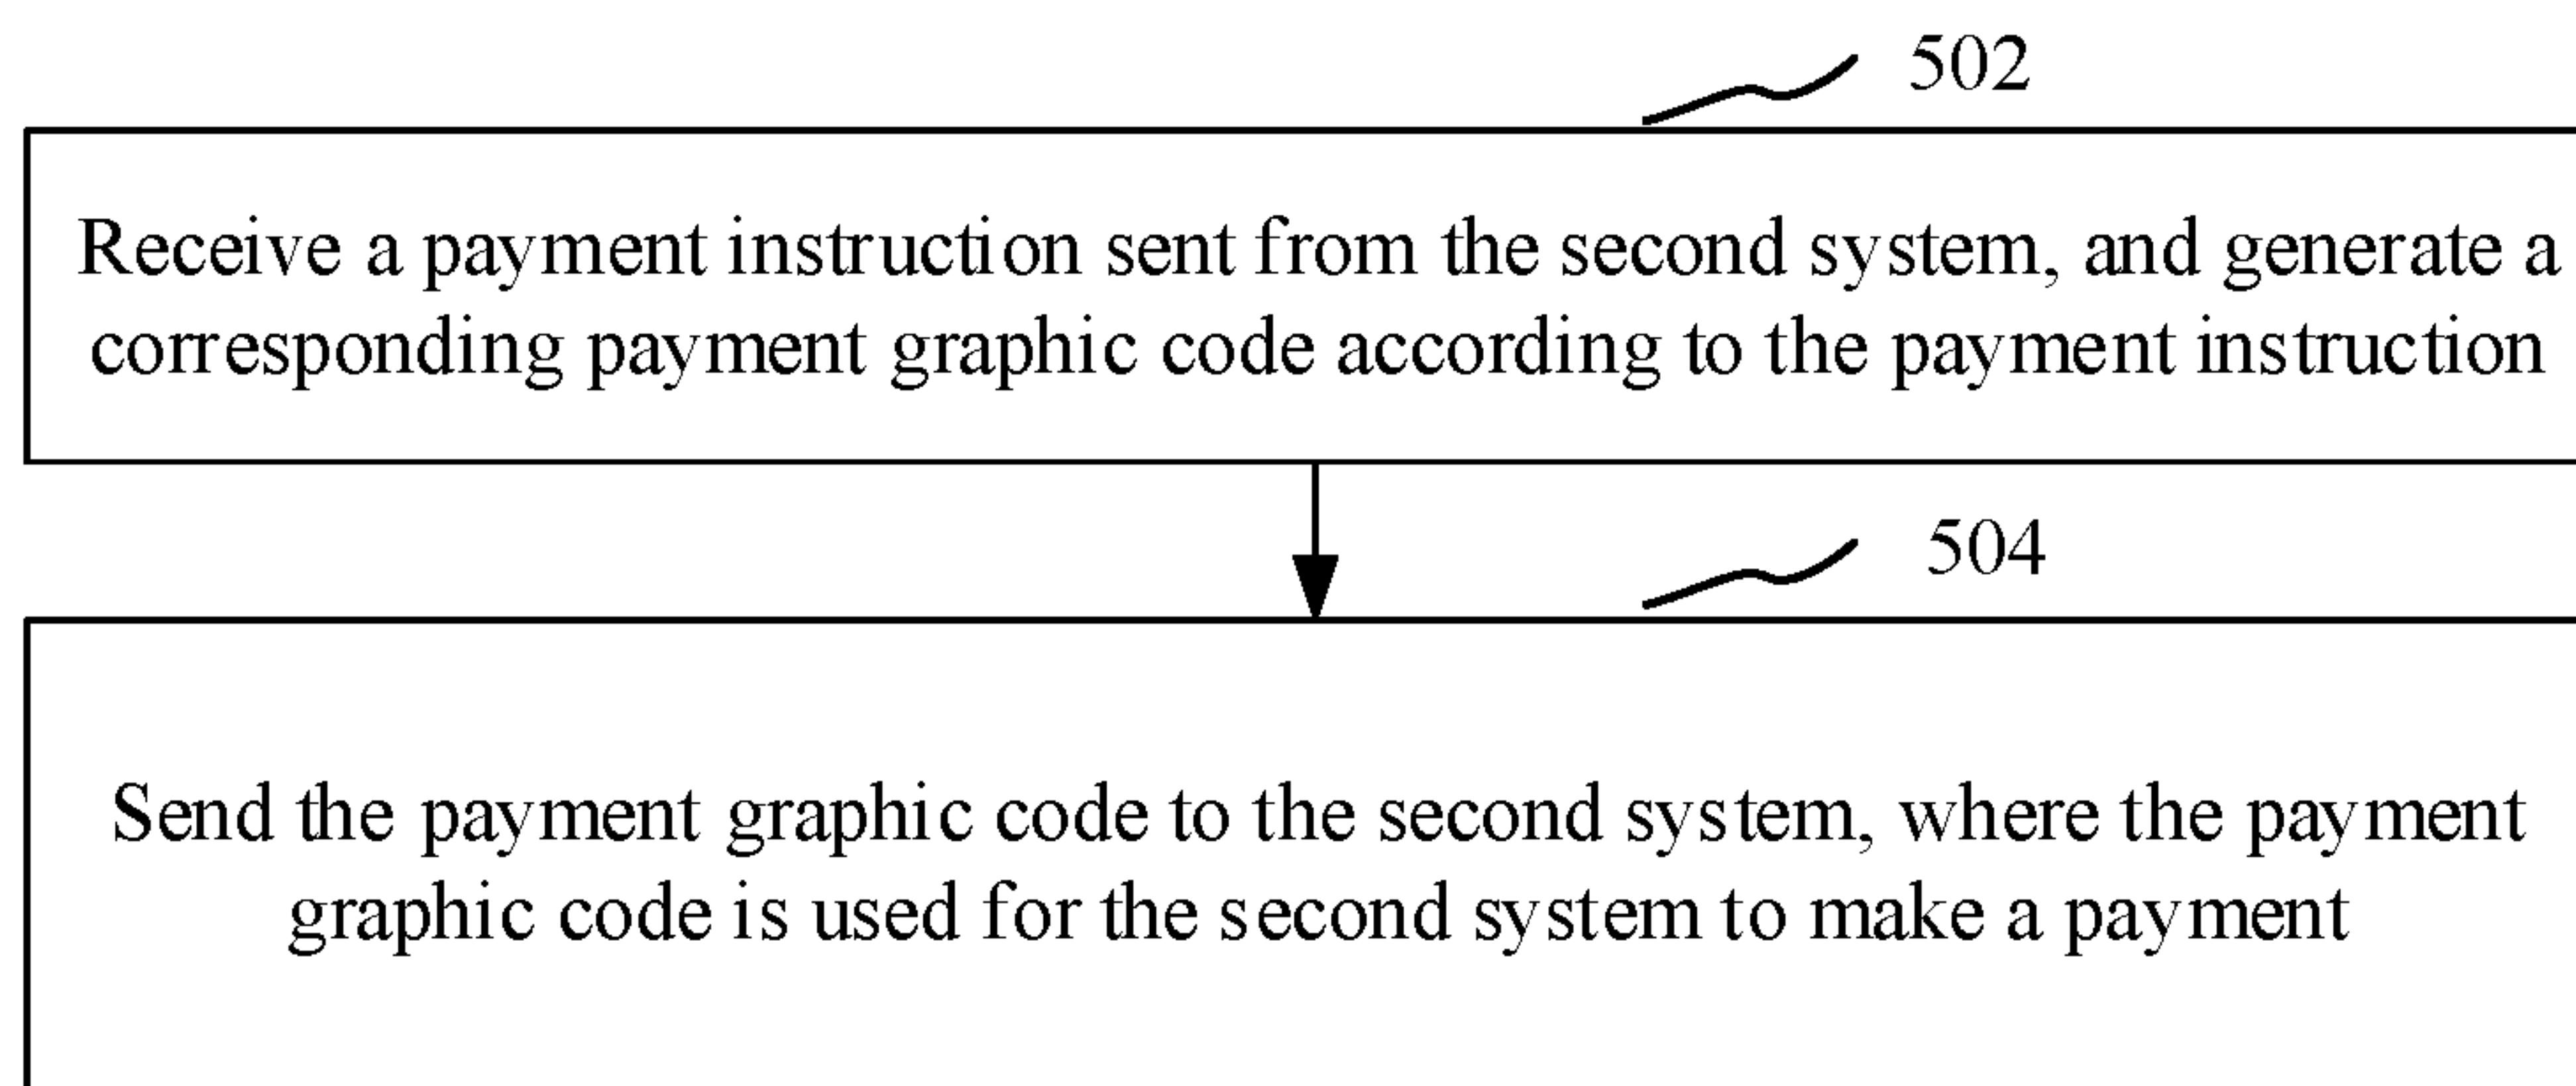 502
Receive a payment instruction sent from the second system, and generate a
corresponding payment graphic code according to the payment instruction
504
Send the payment graphic code to the second system, where the payment
graphic code is used for the second system to make a payment